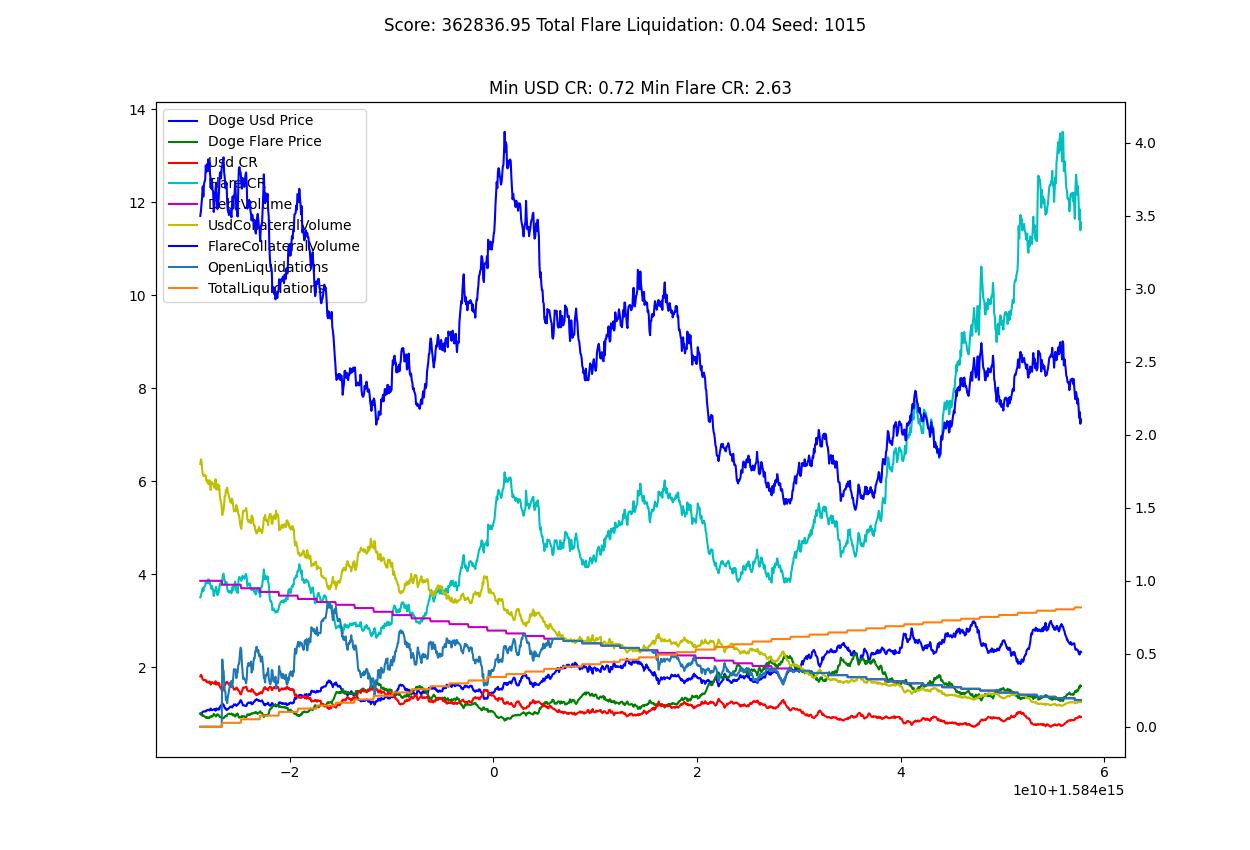 Score: 362836.95 Total Flare Liquidation: 0.04 Seed: 1015
Min USD CR: 0.72 Min Flare CR: 2.63
Doge Usd Price
Doge Flare Price
Usd CR
Flare CR
Debt Volume
UsdCollateralVolume
FlareCollateralVolume
OpenLiquidations
TotalLiquidations
14
12
10
8
6
4
2
4.0
3.5
3.0
2.5
2.0
1.5
1.0
0.5
0.0
−2
0
2
4
6
1e10+1.584e15